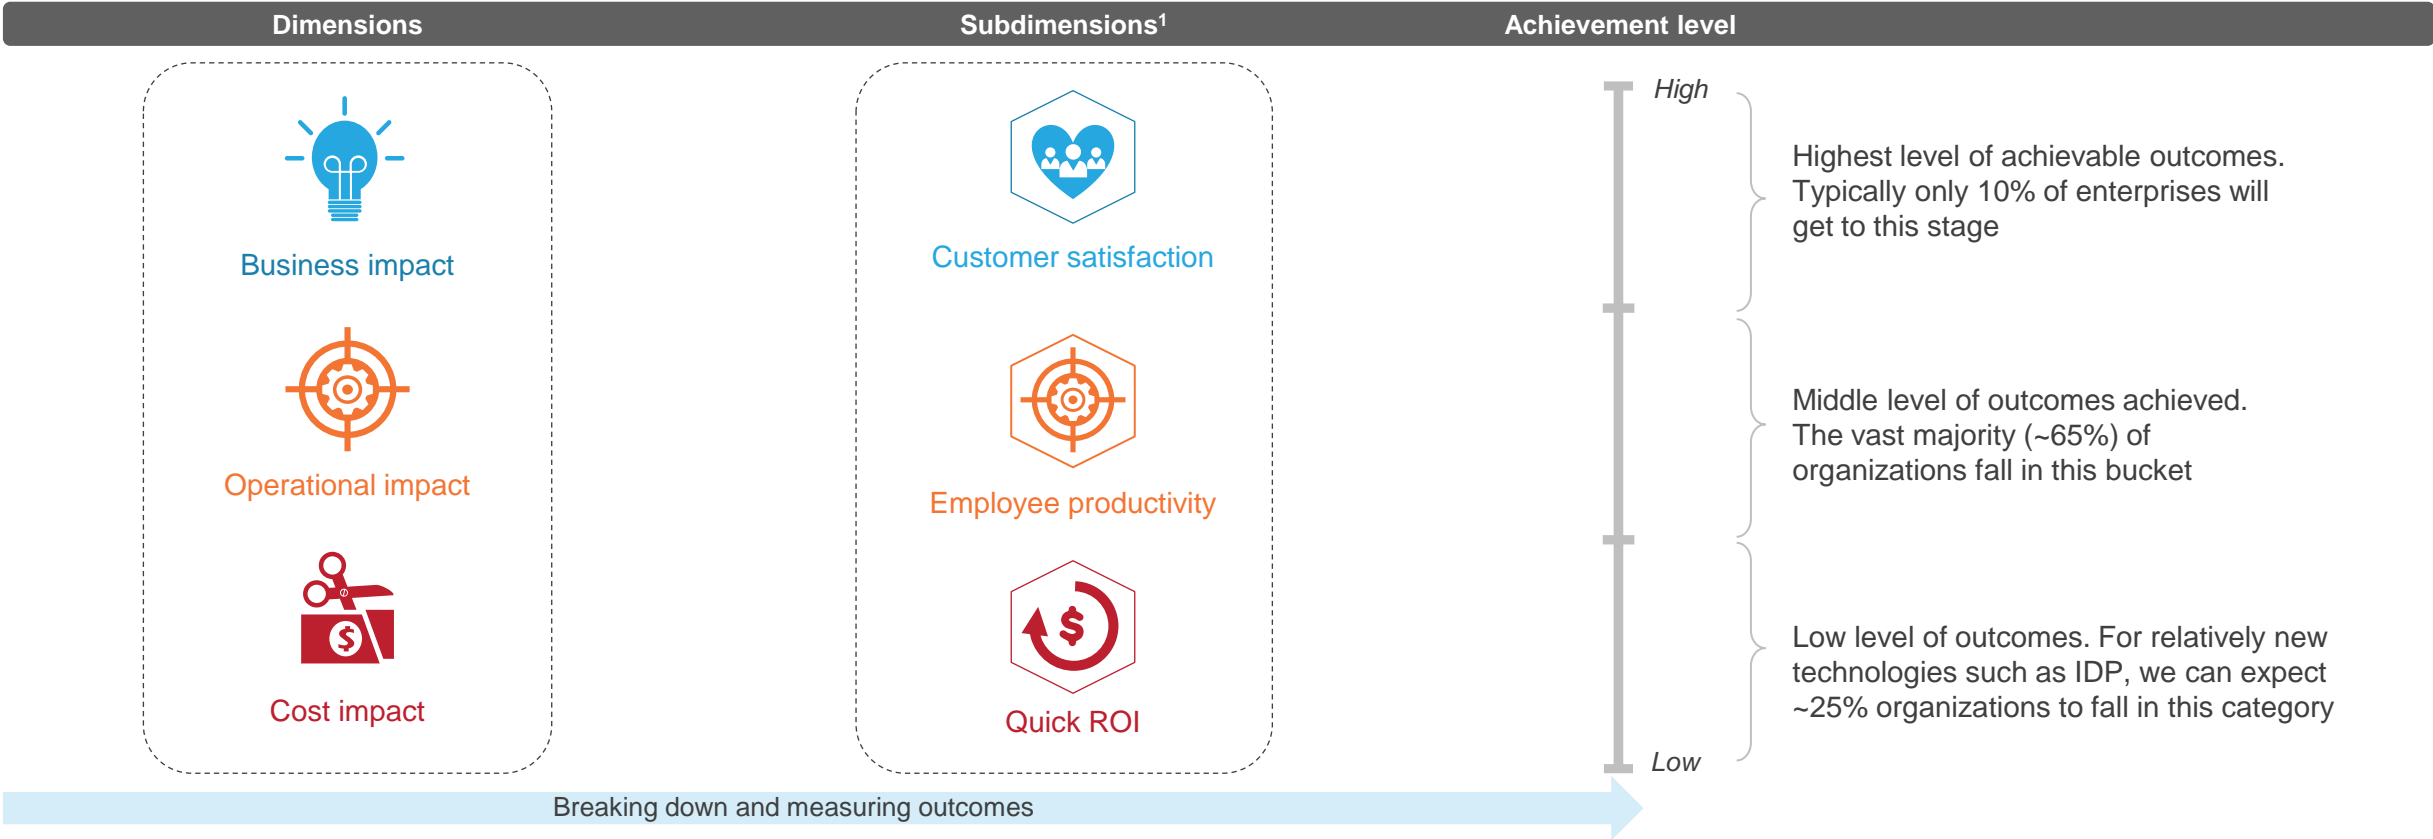 Dimensions
Subdimensions¹
Achievement level
Business impact
Operational impact
Cost impact
Customer satisfaction
Employee productivity
$
Quick ROI
$
High
Low
Highest level of achievable outcomes.
Typically only 10% of enterprises will
get to this stage
Middle level of outcomes achieved.
The vast majority (~65%) of
organizations fall in this bucket
Low level of outcomes. For relatively new
technologies such as IDP, we can expect
~25% organizations to fall in this category
Breaking down and measuring outcomes